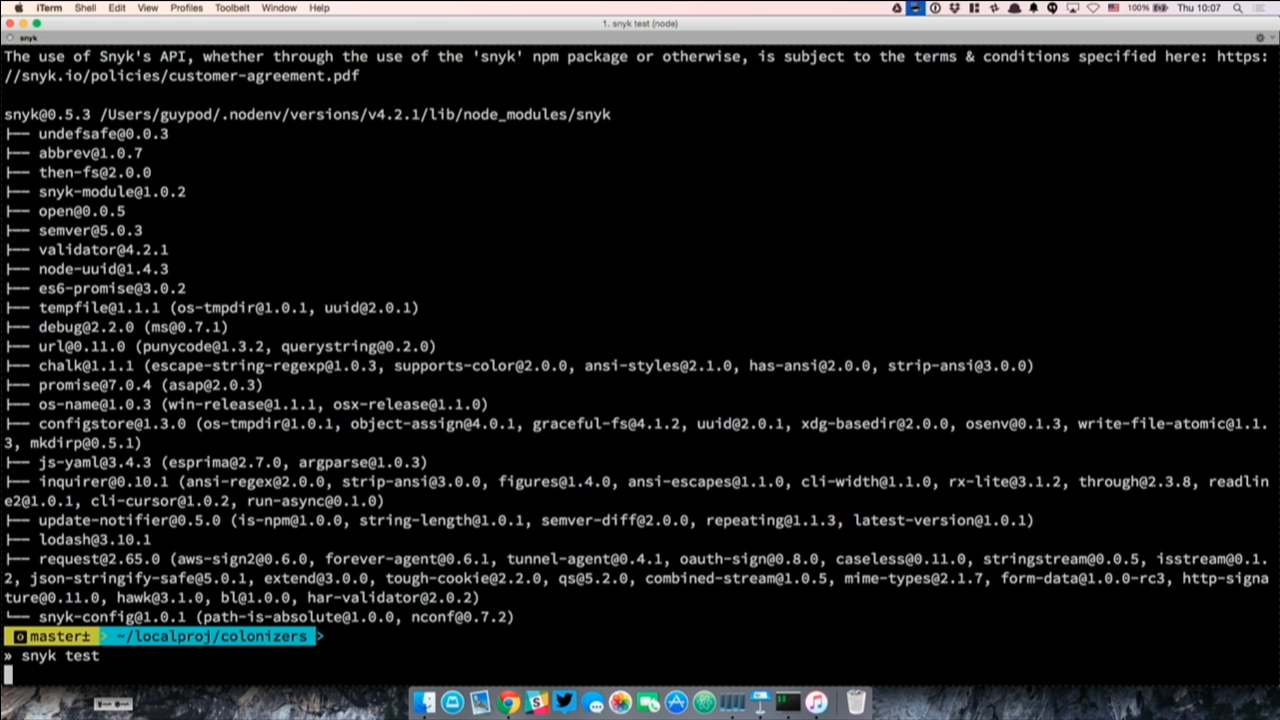 iTerm Shell Edit View Profiles Toolbelt Window Help 100% Thu 10:07
1. snyk test (node)
snyk
The use of Snyk's API, whether through the use of the 'snyk' npm package or otherwise, is subject to the terms & conditions specified here: https:
//snyk.io/policies/customer-agreement.pdf
snyk@0.5.3 /Users/guypod/.nodenv/versions/v4.2.1/lib/node_modules/snyk
├── undefsafe@0.0.3
├── abbrev@1.0.7
├── then-fs@2.0.0
├── snyk-module@1.0.2
├── open@0.0.5
├── semver@5.0.3
├── validator@4.2.1
├── node-uuid@1.4.3
├── es6-promise@3.0.2
├── tempfile@1.1.1 (os-tmpdir@1.0.1, uuid@2.0.1)
├── debug@2.2.0 (ms@0.7.1)
├── url@0.11.0 (punycode@1.3.2, querystring@0.2.0)
├── chalk@1.1.1 (escape-string-regexp@1.0.3, supports-color@2.0.0, ansi-styles@2.1.0, has-ansi@2.0.0, strip-ansi@3.0.0)
├── promise@7.0.4 (asap@2.0.3)
├── os-name@1.0.3 (win-release@1.1.1, osx-release@1.1.0)
├── configstore@1.3.0 (os-tmpdir@1.0.1, object-assign@4.0.1, graceful-fs@4.1.2, uuid@2.0.1, xdg-basedir@2.0.0, osenv@0.1.3, write-file-atomic@1.1.
3, mkdirp@0.5.1)
├── js-yaml@3.4.3 (esprima@2.7.0, argparse@1.0.3)
├── inquirer@0.10.1 (ansi-regex@2.0.0, strip-ansi@3.0.0, figures@1.4.0, ansi-escapes@1.1.0, cli-width@1.1.0, rx-lite@3.1.2, through@2.3.8, readlin
e2@1.0.1, cli-cursor@1.0.2, run-async@0.1.0)
├── update-notifier@0.5.0 (is-npm@1.0.0, string-length@1.0.1, semver-diff@2.0.0, repeating@1.1.3, latest-version@1.0.1)
├── lodash@3.10.1
├── request@2.65.0 (aws-sign2@0.6.0, forever-agent@0.6.1, tunnel-agent@0.4.1, oauth-sign@0.8.0, caseless@0.11.0, stringstream@0.0.5, isstream@0.1.
2, json-stringify-safe@5.0.1, extend@3.0.0, tough-cookie@2.2.0, qs@5.2.0, combined-stream@1.0.5, mime-types@2.1.7, form-data@1.0.0-rc3, http-signa
ture@0.11.0, hawk@3.1.0, bl@1.0.0, har-validator@2.0.2)
└── snyk-config@1.0.1 (path-is-absolute@1.0.0, nconf@0.7.2)
master± ~/localproj/colonizers
» snyk test